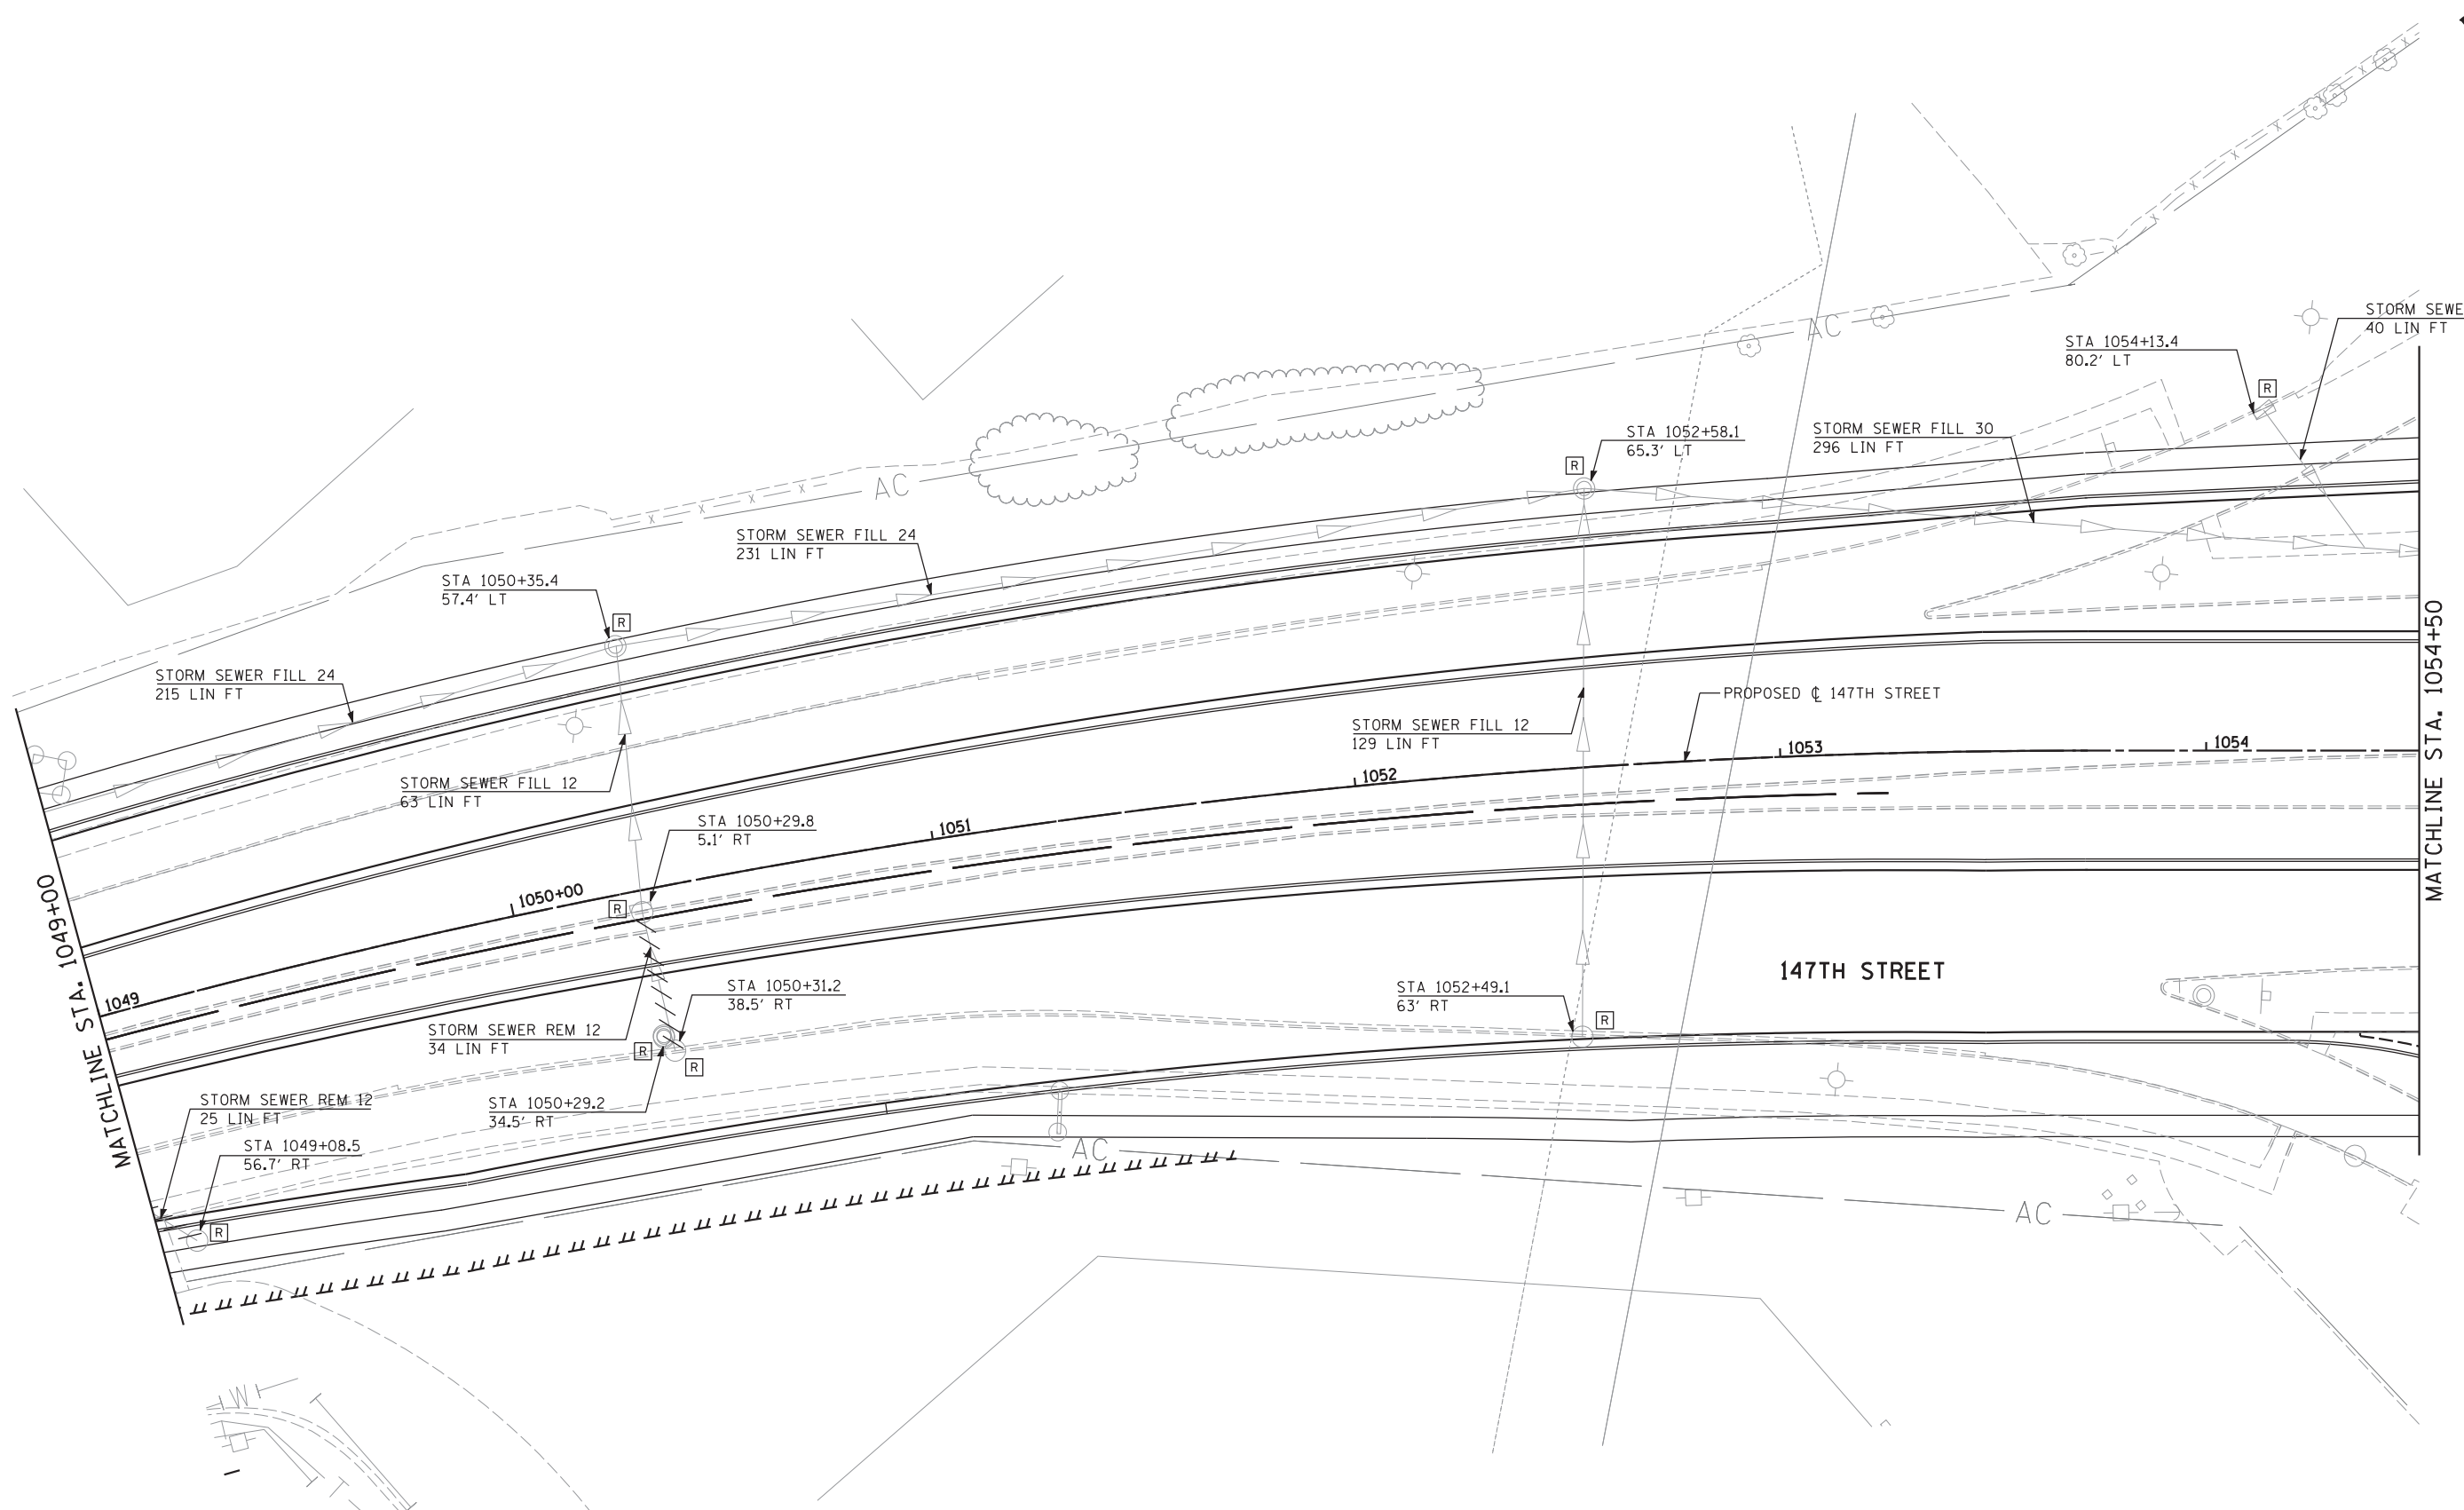 STORM SEWE
40 LIN FT
STA 1054+13.4
80.2' LT
R
AC
STA 1052+58.1
65.3' LT
R
STORM SEWER FILL 30
296 LIN FT
AC
STORM SEWER FILL 24
231 LIN FT
STA 1050+35.4
57.4' LT
R
STORM SEWER FILL 24
215 LIN FT
PROPOSED ℄ 147TH STREET
STORM SEWER FILL 12
129 LIN FT
1054
1053
1052
1051
1050+00
1049
STORM SEWER FILL 12
63 LIN FT
STA 1050+29.8
5.1' RT
R
MATCHLINE STA. 1054+50
MATCHLINE STA. 1049+00
147TH STREET
STA 1050+31.2
38.5' RT
STA 1052+49.1
63' RT
R
STORM SEWER REM 12
34 LIN FT
R
R
STORM SEWER REM 12
25 LIN FT
STA 1050+29.2
34.5' RT
STA 1049+08.5
56.7' RT
R
AC
AC
W